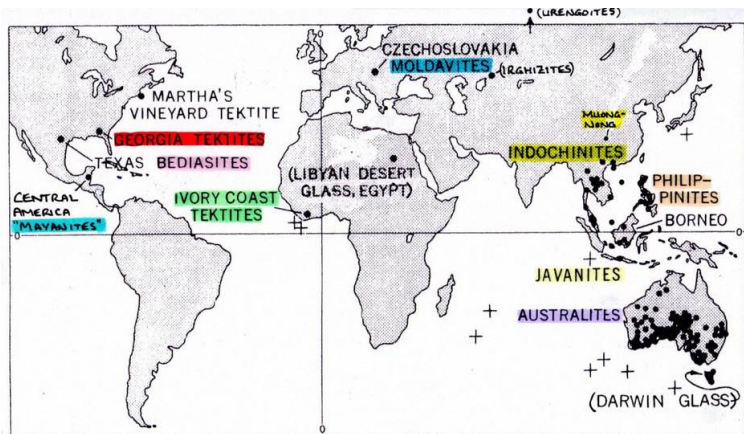 (URENGOITES)
CZECHOSLOVAKIA
MOLDAVITES
(IRGHIZITES)
MARTHA'S
VINEYARD TEKTITE
GEORGIA TEKTITES
TEXAS BEDIASITES
MUONG-
NONG
INDOCHINITES
(LIBYAN DESERT
GLASS, EGYPT)
CENTRAL
AMERICA
"MAYANITES"
IVORY COAST
TEKTITES
PHILIP-
PINITES
BORNEO
0
0
JAVANITES
AUSTRALITES
(DARWIN GLASS)
0